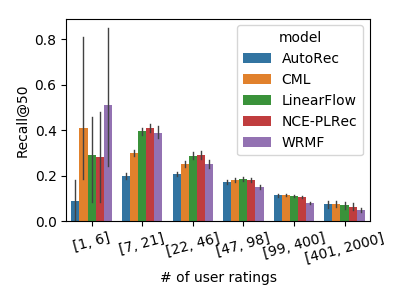 Recall@50
0.8
0.6
0.4
0.2
0.0
model
AutoRec
CML
LinearFlow
NCE-PLRec
WRMF
[1, 6]
[7, 21]
[22, 46]
[47, 98]
[99, 400]
[401, 2000]
# of user ratings